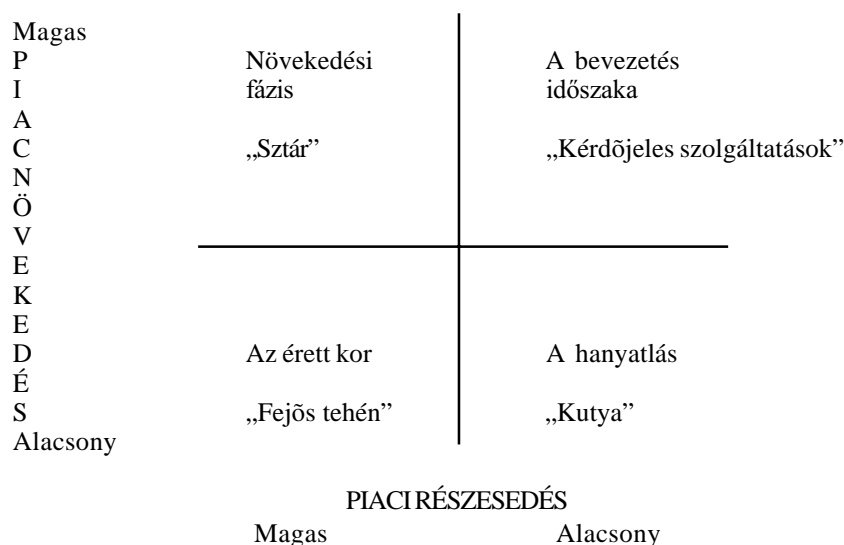 Magas
P Növekedési A bevezetés
I fázis időszaka
A
C „Sztár” „Kérdõjeles szolgáltatások”
N
Ö
V
E
K
E
D Az érett kor A hanyatlás
É
S „Fejõs tehén” „Kutya”
Alacsony
PIACI RÉSZESEDÉS
Magas Alacsony